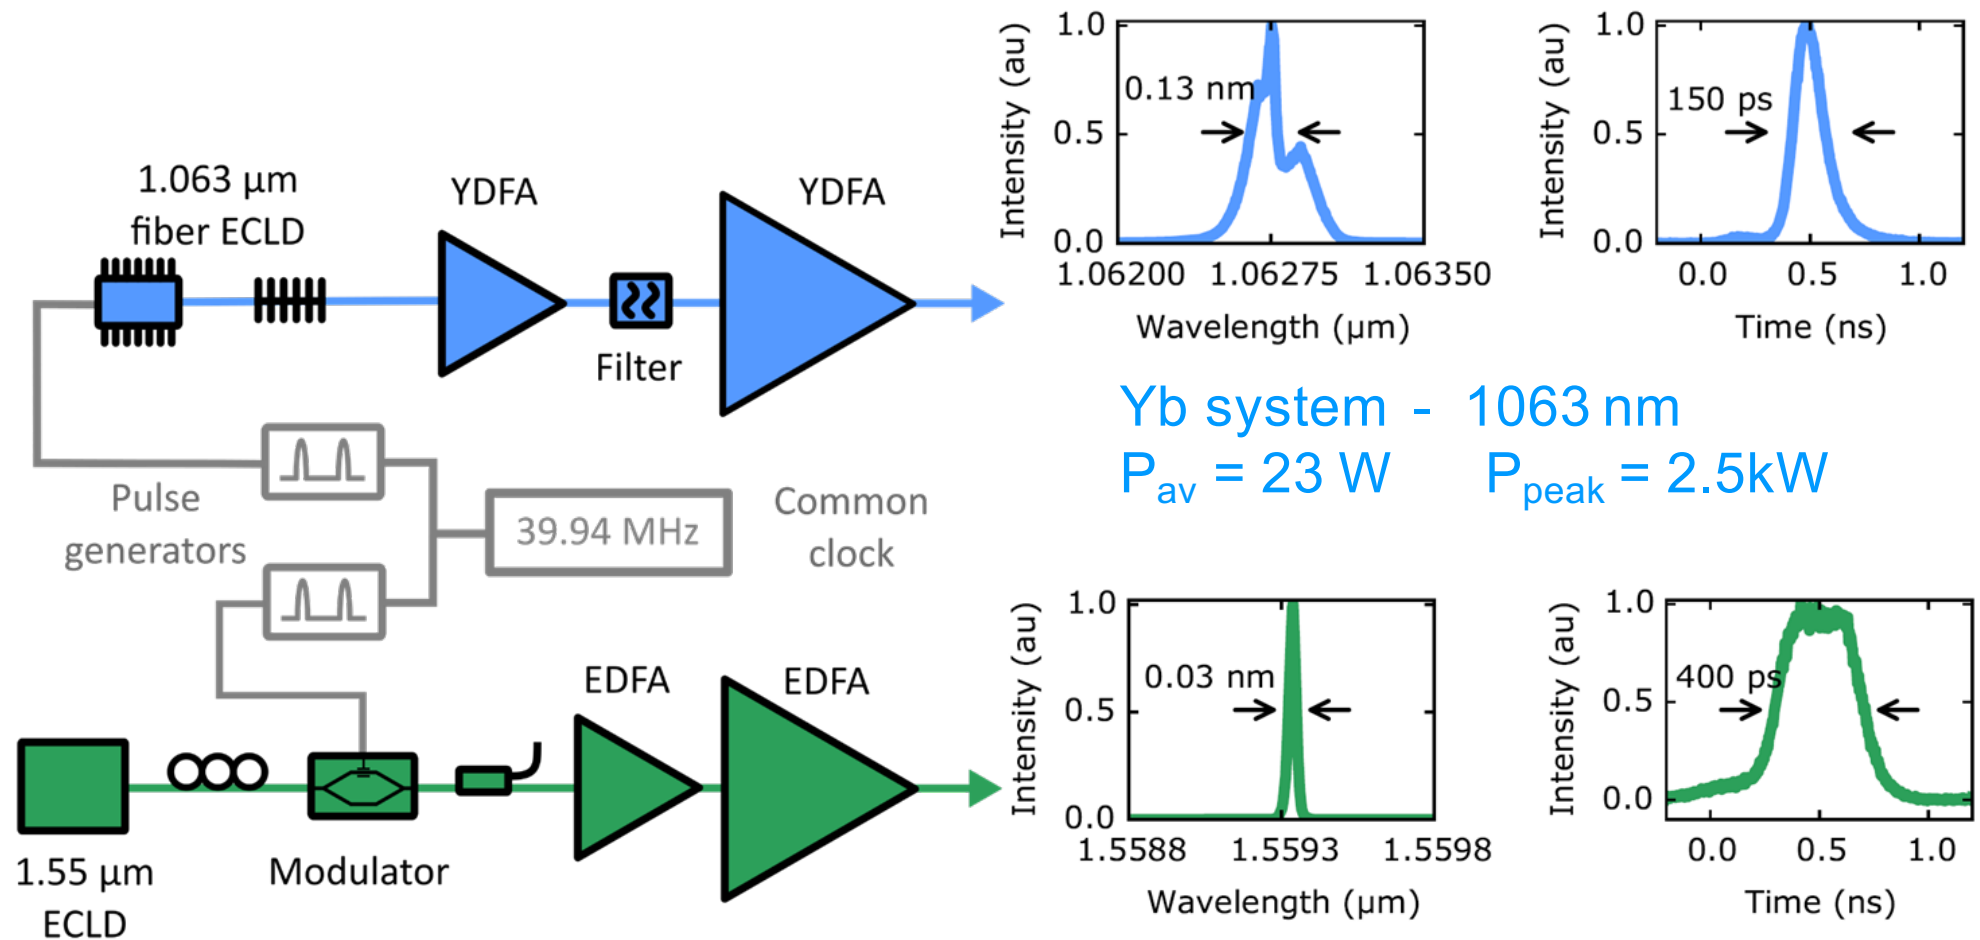 1.063 µm
fiber ECLD
YDFA
Filter
YDFA
Pulse
generators
39.94 MHz
Common
clock
1.55 µm
ECLD
Modulator
EDFA
EDFA
Intensity (au)
1.0
0.5
0.0
0.13 nm
1.06200 1.06275 1.06350
Wavelength (µm)
Intensity (au)
1.0
0.5
0.0
150 ps
0.0 0.5 1.0
Time (ns)
Yb system - 1063 nm
Pav = 23 W Ppeak = 2.5kW
Intensity (au)
1.0
0.5
0.0
0.03 nm
1.5588 1.5593 1.5598
Wavelength (µm)
Intensity (au)
1.0
0.5
0.0
400 ps
0.0 0.5 1.0
Time (ns)